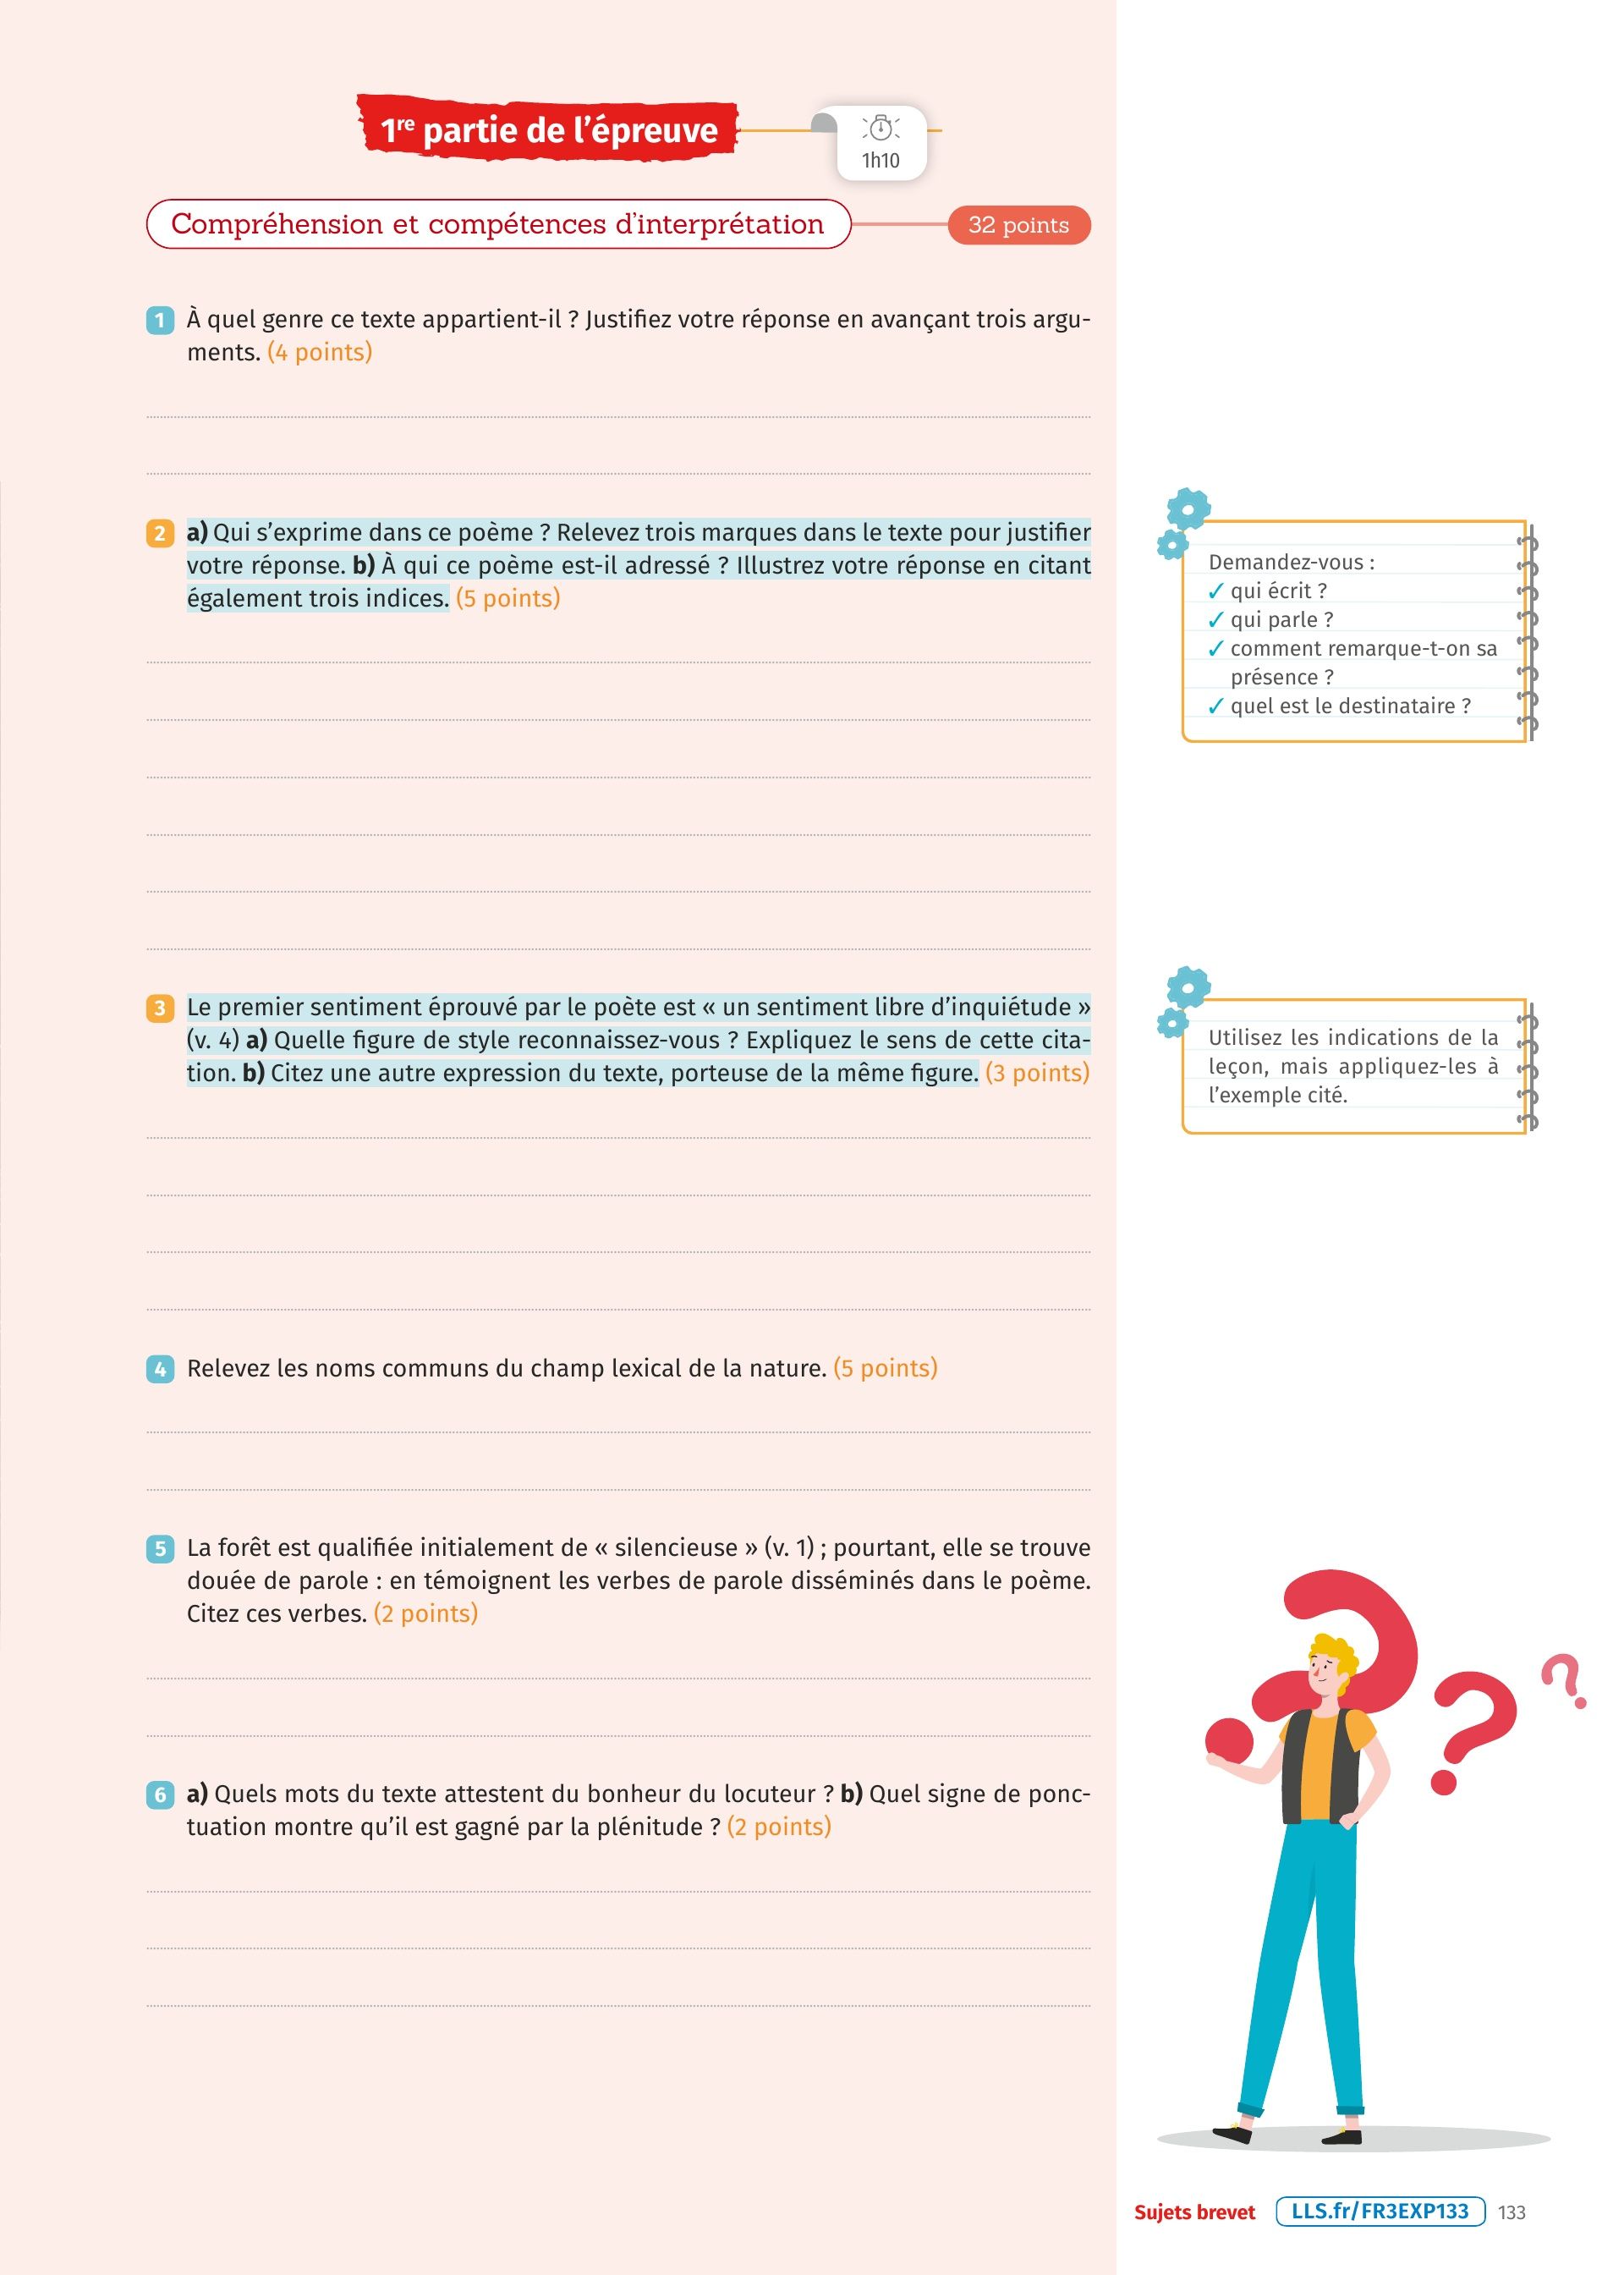 1re partie de l'épreuve
1h10
Compréhension et compétences d'interprétation
32 points
1 À quel genre ce texte appartient-il ? Justifiez votre réponse en avançant trois argu-
ments. (4 points)
2 a) Qui s'exprime dans ce poème ? Relevez trois marques dans le texte pour justifier
votre réponse. b) À qui ce poème est-il adressé ? Illustrez votre réponse en citant
également trois indices. (5 points)
Demandez-vous :
✓ qui écrit ?
✓ qui parle ?
✓ comment remarque-t-on sa
présence ?
✓ quel est le destinataire ?
3 Le premier sentiment éprouvé par le poète est « un sentiment libre d'inquiétude »
(v. 4) a) Quelle figure de style reconnaissez-vous ? Expliquez le sens de cette cita-
tion. b) Citez une autre expression du texte, porteuse de la même figure. (3 points)
Utilisez les indications de la
leçon, mais appliquez-les à
l'exemple cité.
4 Relevez les noms communs du champ lexical de la nature. (5 points)
5 La forêt est qualifiée initialement de « silencieuse » (v. 1) ; pourtant, elle se trouve
douée de parole : en témoignent les verbes de parole disséminés dans le poème.
Citez ces verbes. (2 points)
6 a) Quels mots du texte attestent du bonheur du locuteur ? b) Quel signe de ponc-
tuation montre qu'il est gagné par la plénitude ? (2 points)
Sujets brevet LLS.fr/FR3EXP133 133